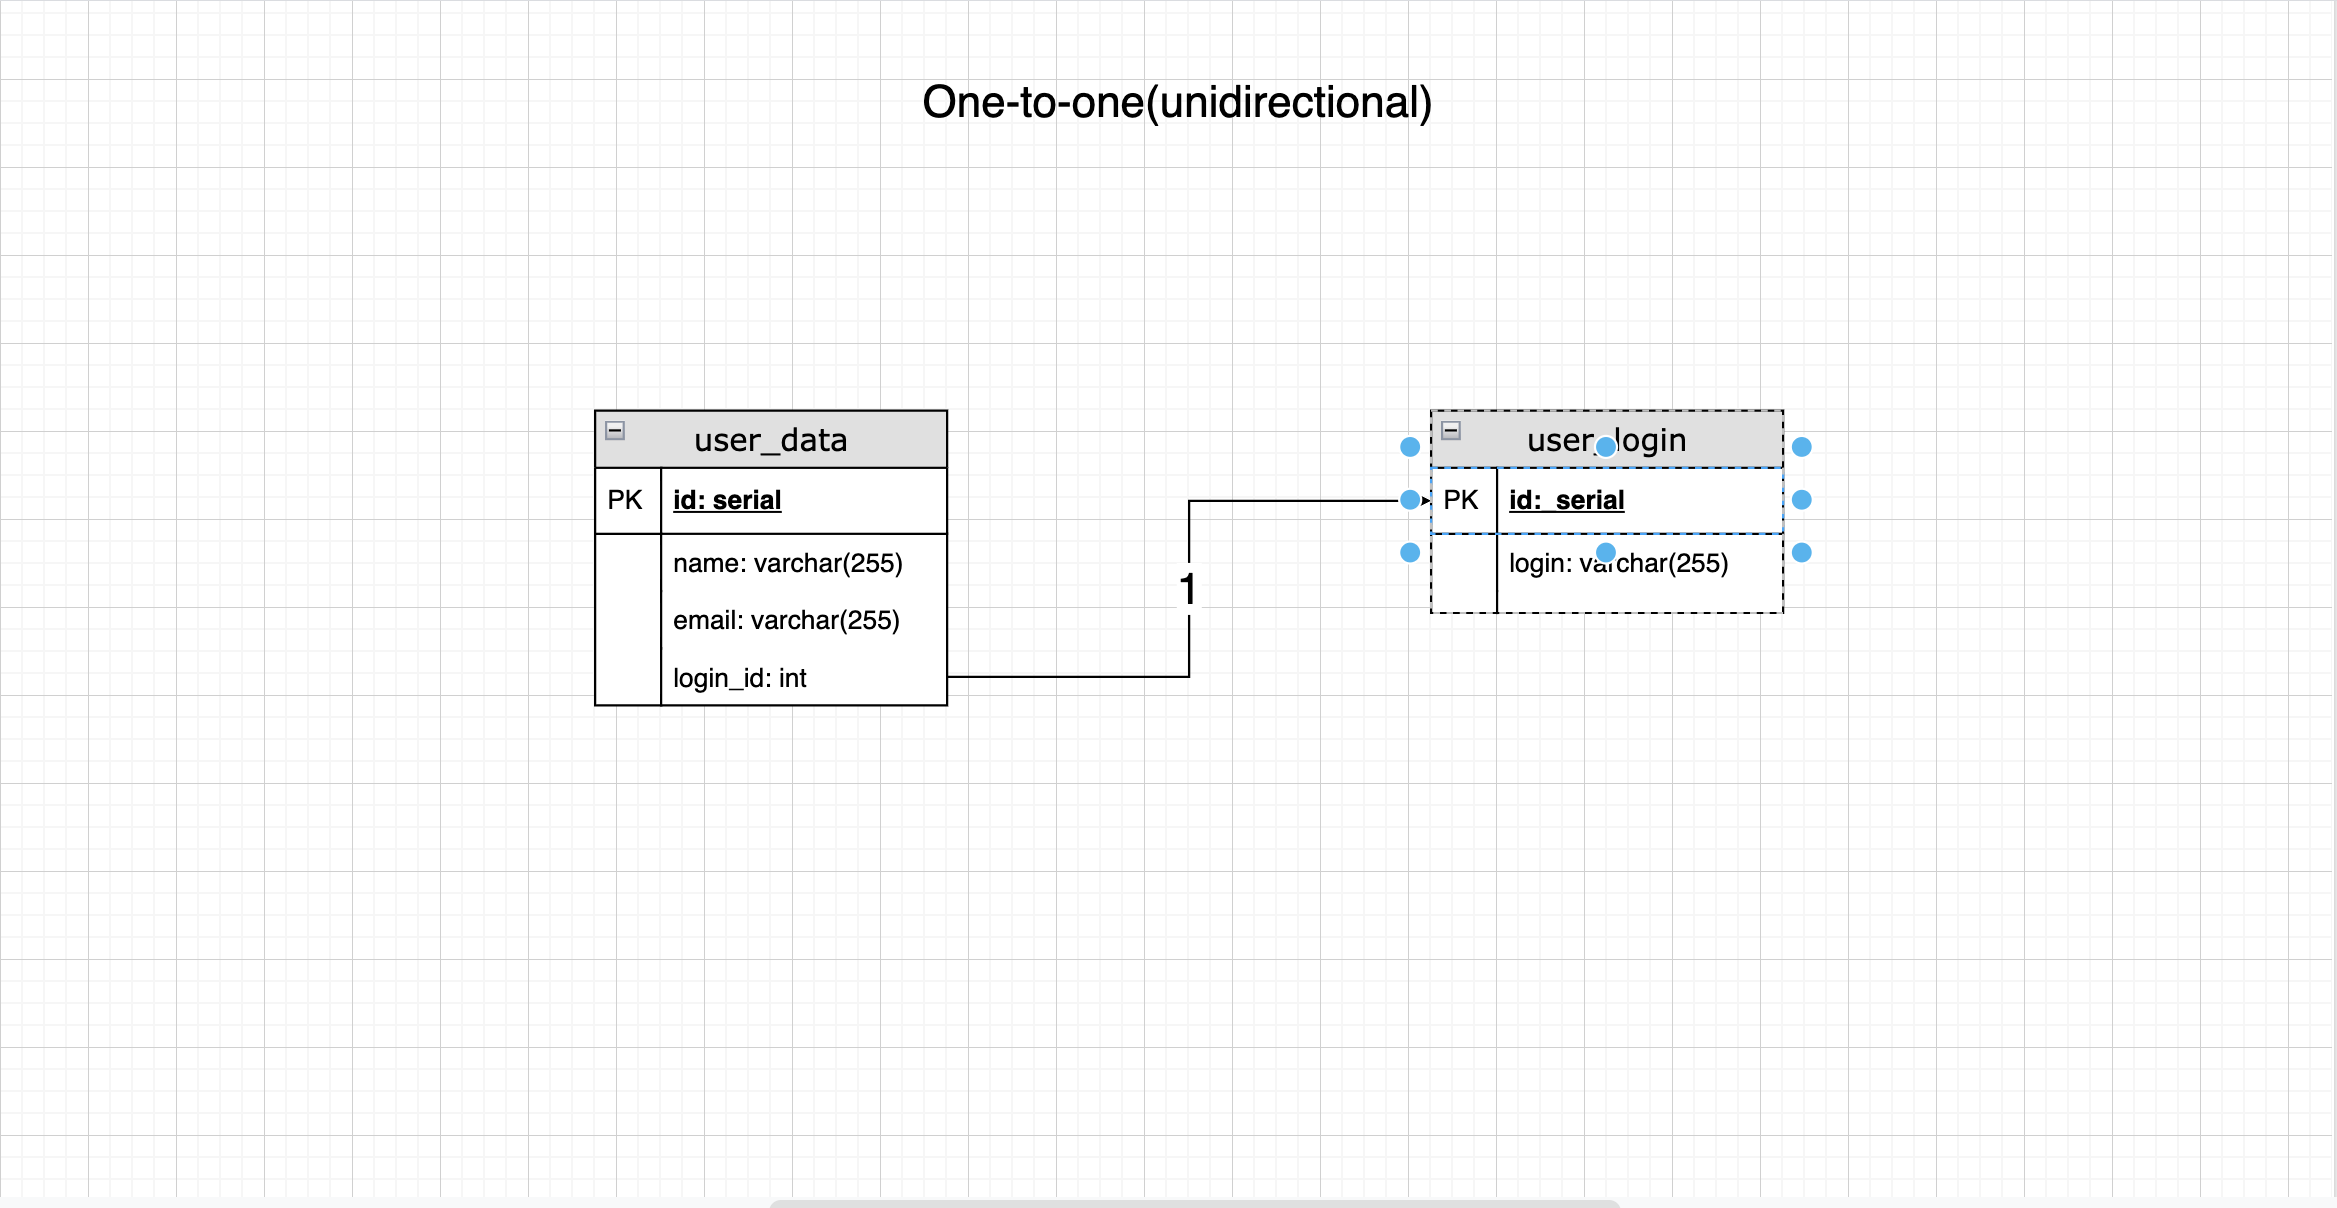 One-to-one(unidirectional)
user_data
PK id: serial
name: varchar(255)
email: varchar(255)
login_id: int
1
user_login
PK id: serial
login: varchar(255)